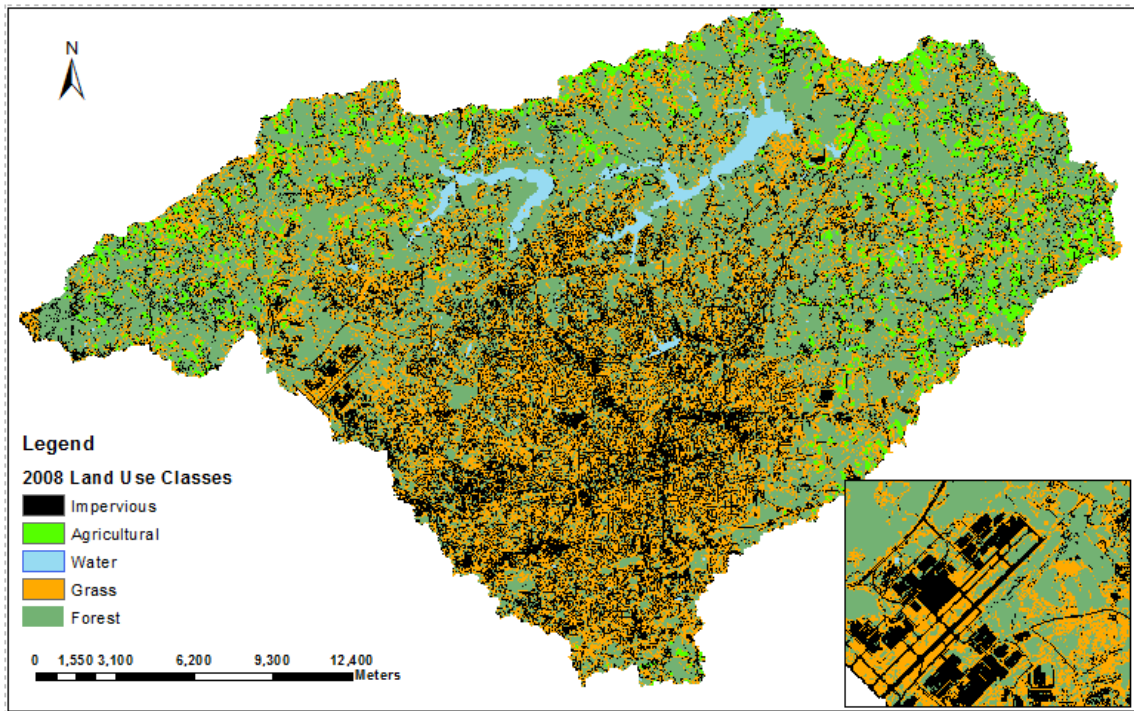 N
Legend
2008 Land Use Classes
Impervious
Agricultural
Water
Grass
Forest
0 1,550 3,100 6,200 9,300 12,400
Meters